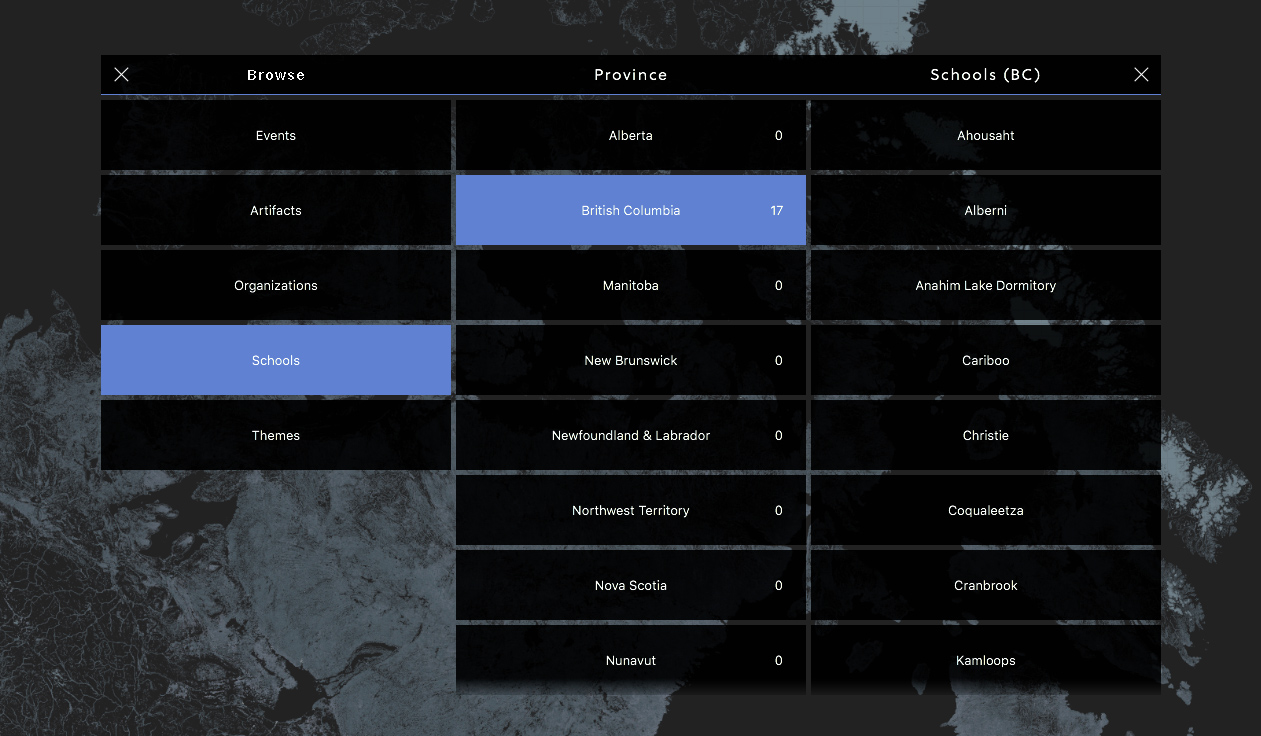 Browse
Province
Schools (BC)
Events
Artifacts
Organizations
Schools
Themes
Alberta 0
British Columbia 17
Manitoba 0
New Brunswick 0
Newfoundland & Labrador 0
Northwest Territory 0
Nova Scotia 0
Nunavut 0
Ahousaht
Alberni
Anahim Lake Dormitory
Cariboo
Christie
Coqualeetza
Cranbrook
Kamloops